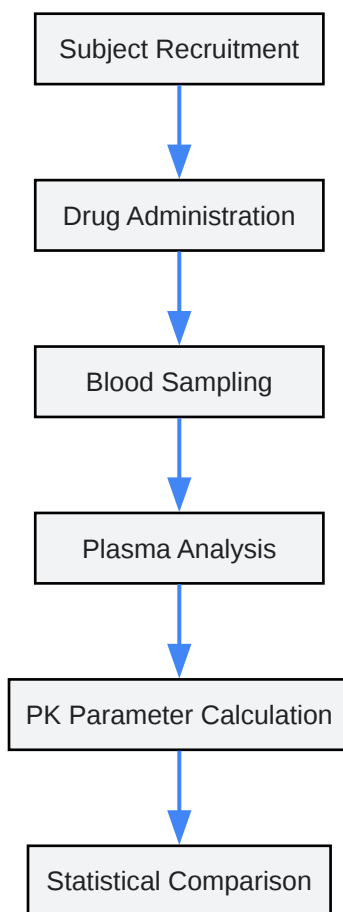 Subject Recruitment
Drug Administration
Blood Sampling
Plasma Analysis
PK Parameter Calculation
Statistical Comparison